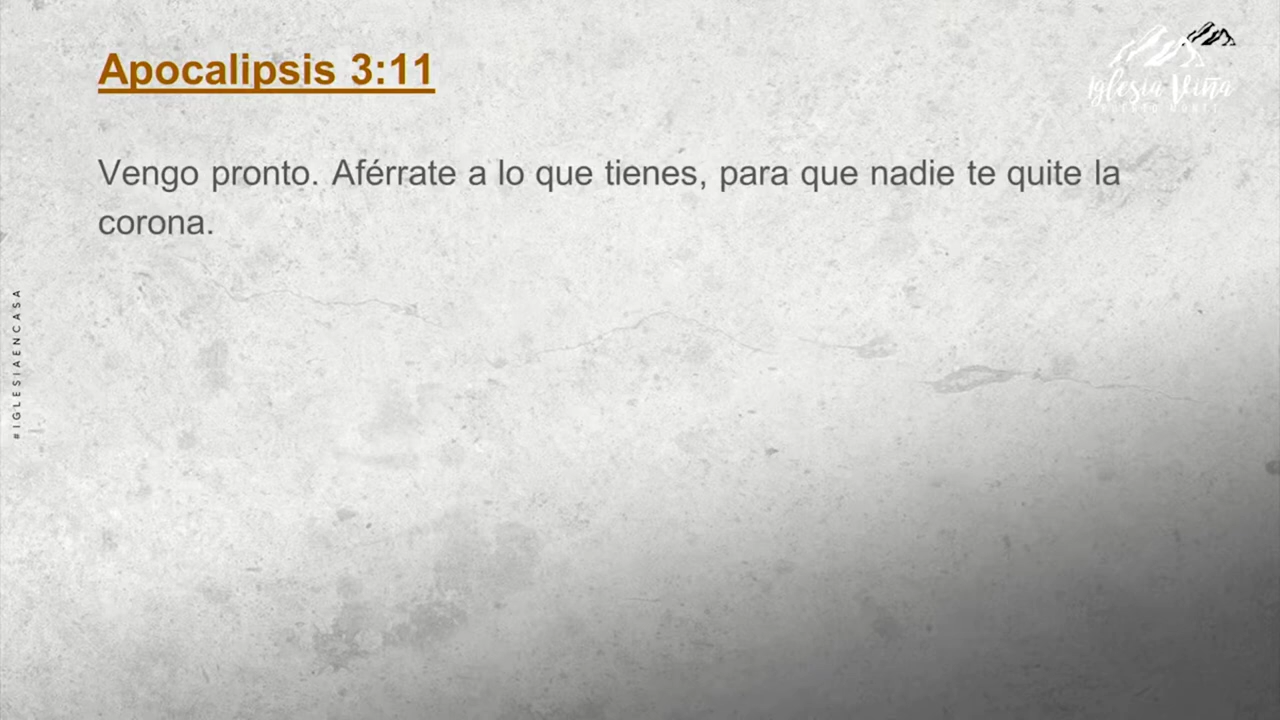 Apocalipsis 3:11
Iglesia Viña
Vengo pronto. Aférrate a lo que tienes, para que nadie te quite la
corona.
#IGLESIAENCASA